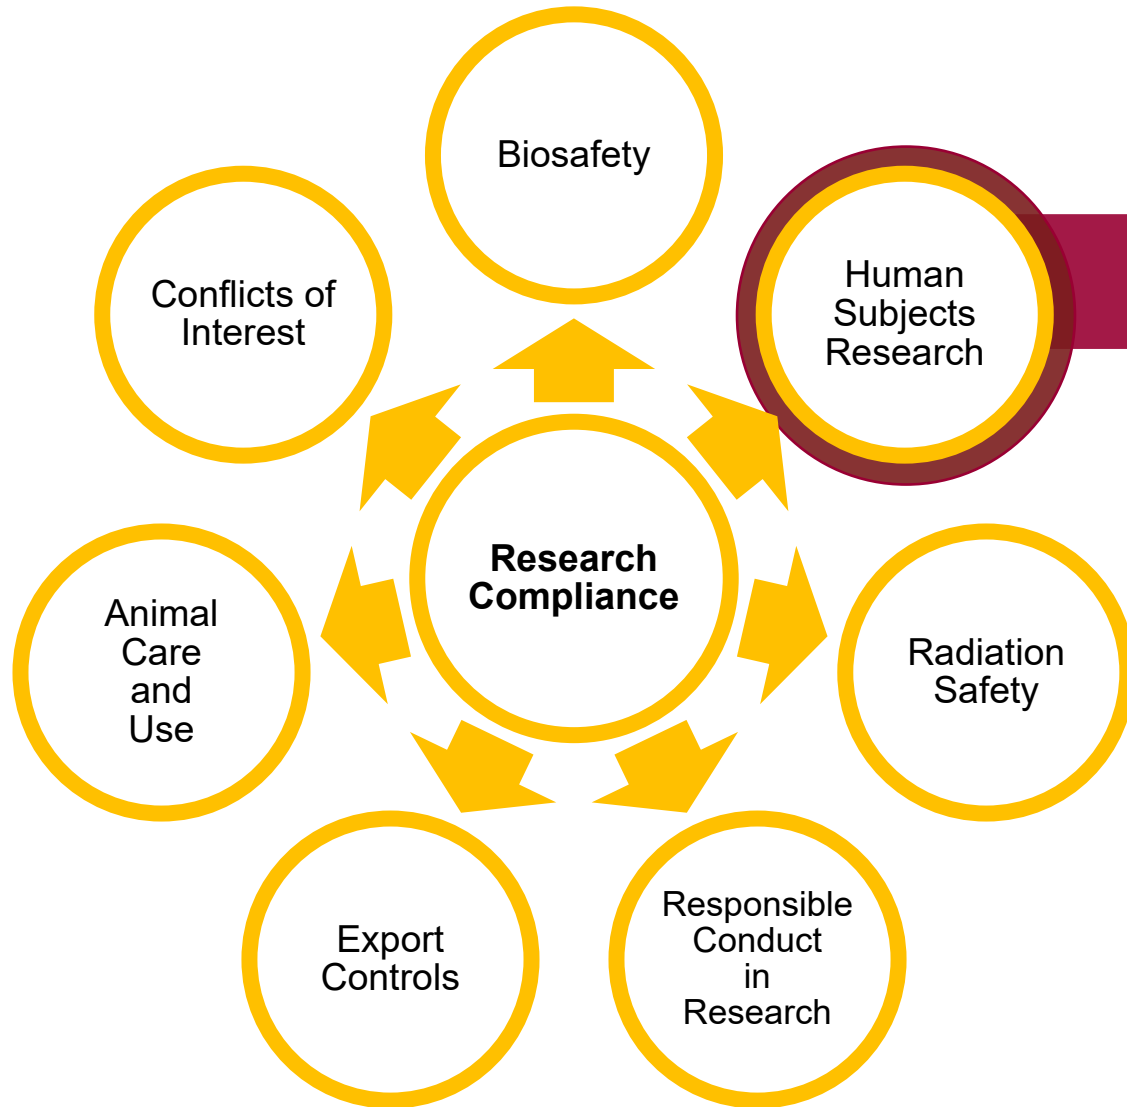 Biosafety
Human
Subjects
Research
Conflicts of
Interest
Research
Compliance
Animal
Care
and
Use
Radiation
Safety
Export
Controls
Responsible
Conduct
in
Research